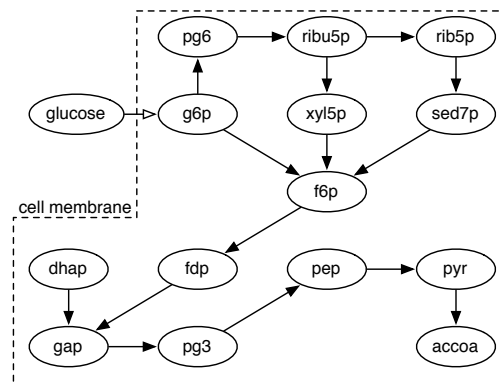 pg6
ribu5p
rib5p
glucose
g6p
xyl5p
sed7p
f6p
cell membrane
dhap
fdp
pep
pyr
gap
pg3
accoa